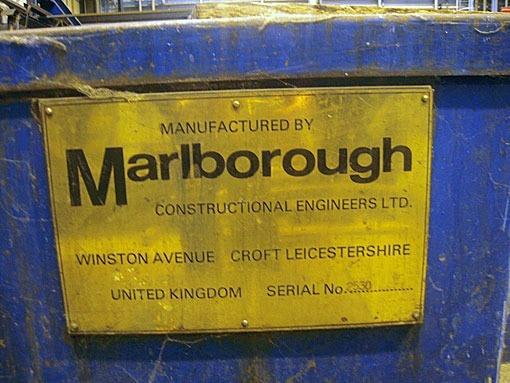 MANUFACTURED BY
Marlborough
CONSTRUCTIONAL ENGINEERS LTD.
WINSTON AVENUE CROFT LEICESTERSHIRE
UNITED KINGDOM SERIAL No.